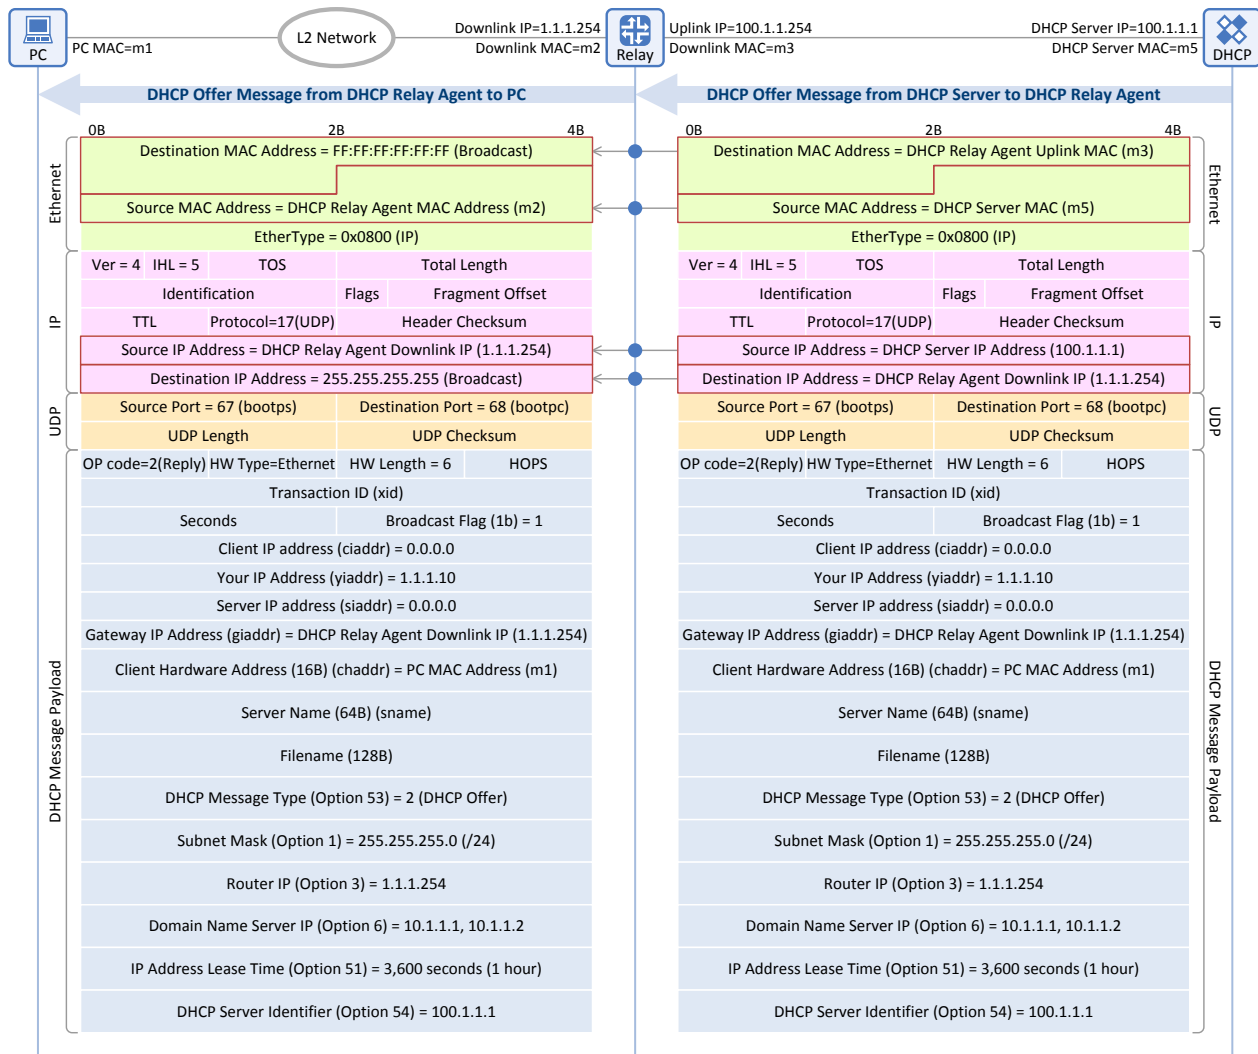 PC
PC MAC=m1
L2 Network
Downlink IP=1.1.1.254
Downlink MAC=m2
Relay
Uplink IP=100.1.1.254
Downlink MAC=m3
DHCP Server IP=100.1.1.1
DHCP Server MAC=m5
DHCP
DHCP Offer Message from DHCP Relay Agent to PC
DHCP Offer Message from DHCP Server to DHCP Relay Agent
0B 2B 4B
Ethernet
Destination MAC Address = FF:FF:FF:FF:FF:FF (Broadcast)
Source MAC Address = DHCP Relay Agent MAC Address (m2)
EtherType = 0x0800 (IP)
IP
Ver = 4 IHL = 5 TOS Total Length
Identification Flags Fragment Offset
TTL Protocol=17(UDP) Header Checksum
Source IP Address = DHCP Relay Agent Downlink IP (1.1.1.254)
Destination IP Address = 255.255.255.255 (Broadcast)
UDP
Source Port = 67 (bootps) Destination Port = 68 (bootpc)
UDP Length UDP Checksum
DHCP Message Payload
OP code=2(Reply) HW Type=Ethernet HW Length = 6 HOPS
Transaction ID (xid)
Seconds Broadcast Flag (1b) = 1
Client IP address (ciaddr) = 0.0.0.0
Your IP Address (yiaddr) = 1.1.1.10
Server IP address (siaddr) = 0.0.0.0
Gateway IP Address (giaddr) = DHCP Relay Agent Downlink IP (1.1.1.254)
Client Hardware Address (16B) (chaddr) = PC MAC Address (m1)
Server Name (64B) (sname)
Filename (128B)
DHCP Message Type (Option 53) = 2 (DHCP Offer)
Subnet Mask (Option 1) = 255.255.255.0 (/24)
Router IP (Option 3) = 1.1.1.254
Domain Name Server IP (Option 6) = 10.1.1.1, 10.1.1.2
IP Address Lease Time (Option 51) = 3,600 seconds (1 hour)
DHCP Server Identifier (Option 54) = 100.1.1.1
0B 2B 4B
Ethernet
Destination MAC Address = DHCP Relay Agent Uplink MAC (m3)
Source MAC Address = DHCP Server MAC (m5)
EtherType = 0x0800 (IP)
IP
Ver = 4 IHL = 5 TOS Total Length
Identification Flags Fragment Offset
TTL Protocol=17(UDP) Header Checksum
Source IP Address = DHCP Server IP Address (100.1.1.1)
Destination IP Address = DHCP Relay Agent Downlink IP (1.1.1.254)
UDP
Source Port = 67 (bootps) Destination Port = 68 (bootpc)
UDP Length UDP Checksum
DHCP Message Payload
OP code=2(Reply) HW Type=Ethernet HW Length = 6 HOPS
Transaction ID (xid)
Seconds Broadcast Flag (1b) = 1
Client IP address (ciaddr) = 0.0.0.0
Your IP Address (yiaddr) = 1.1.1.10
Server IP address (siaddr) = 0.0.0.0
Gateway IP Address (giaddr) = DHCP Relay Agent Downlink IP (1.1.1.254)
Client Hardware Address (16B) (chaddr) = PC MAC Address (m1)
Server Name (64B) (sname)
Filename (128B)
DHCP Message Type (Option 53) = 2 (DHCP Offer)
Subnet Mask (Option 1) = 255.255.255.0 (/24)
Router IP (Option 3) = 1.1.1.254
Domain Name Server IP (Option 6) = 10.1.1.1, 10.1.1.2
IP Address Lease Time (Option 51) = 3,600 seconds (1 hour)
DHCP Server Identifier (Option 54) = 100.1.1.1